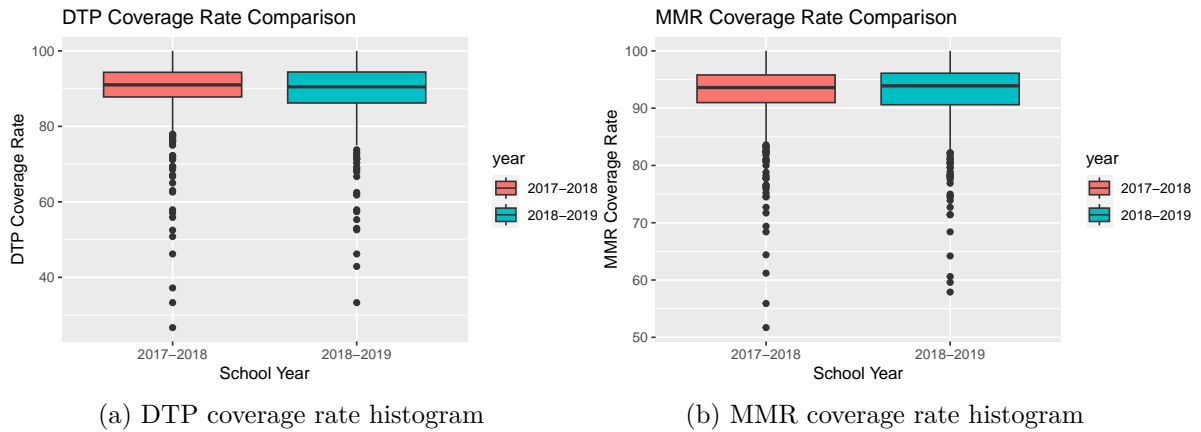 DTP Coverage Rate Comparison
100
80
60
40
DTP Coverage Rate
2017−2018
2018−2019
School Year
year
2017−2018
2018−2019
(a) DTP coverage rate histogram
MMR Coverage Rate Comparison
100
90
80
70
60
50
MMR Coverage Rate
2017−2018
2018−2019
School Year
year
2017−2018
2018−2019
(b) MMR coverage rate histogram